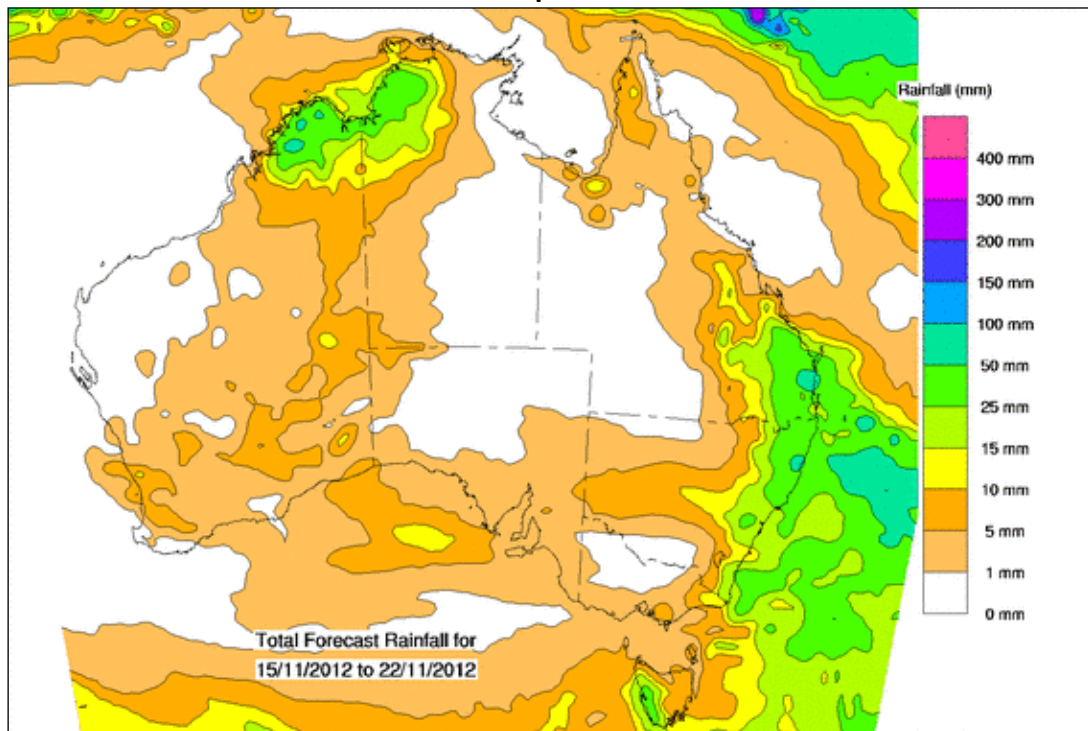 Rainfall (mm)
400 mm
300 mm
200 mm
150 mm
100 mm
50 mm
25 mm
15 mm
10 mm
5 mm
1 mm
0 mm
Total Forecast Rainfall for
15/11/2012 to 22/11/2012